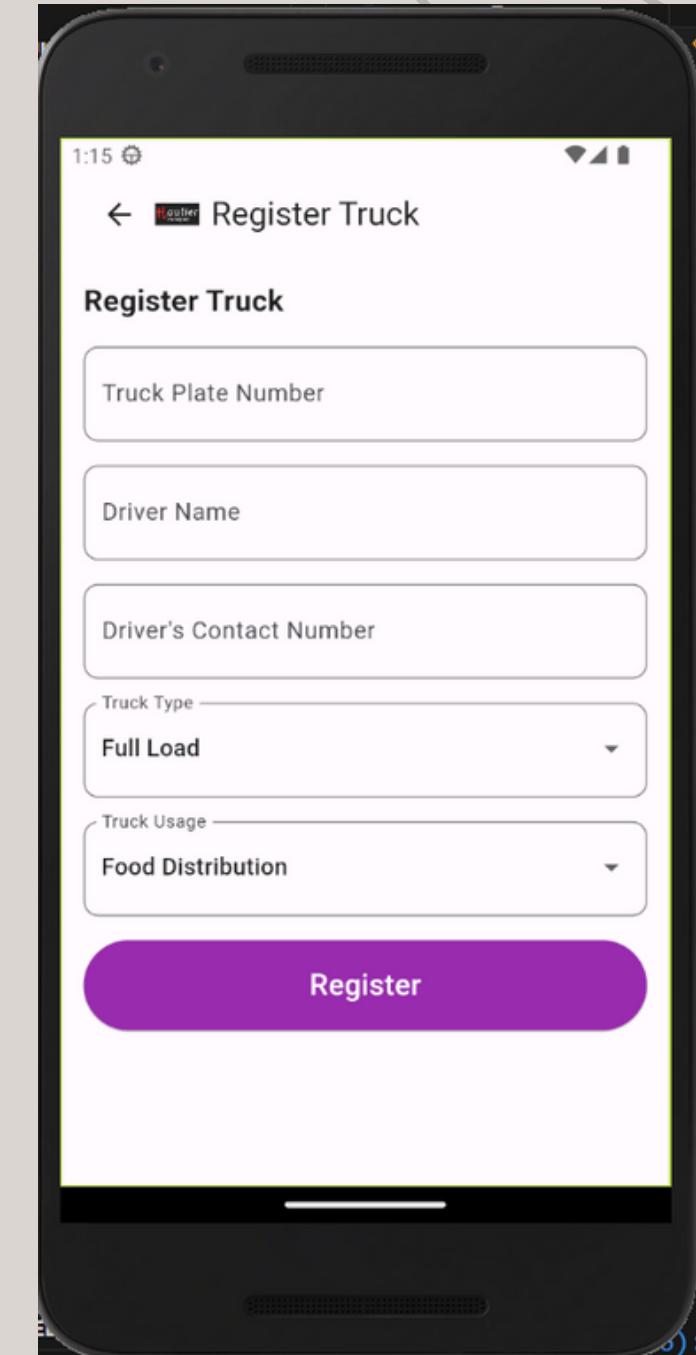 1:15
Haulier Register Truck
Register Truck
Truck Plate Number
Driver Name
Driver's Contact Number
Truck Type
Full Load
Truck Usage
Food Distribution
Register